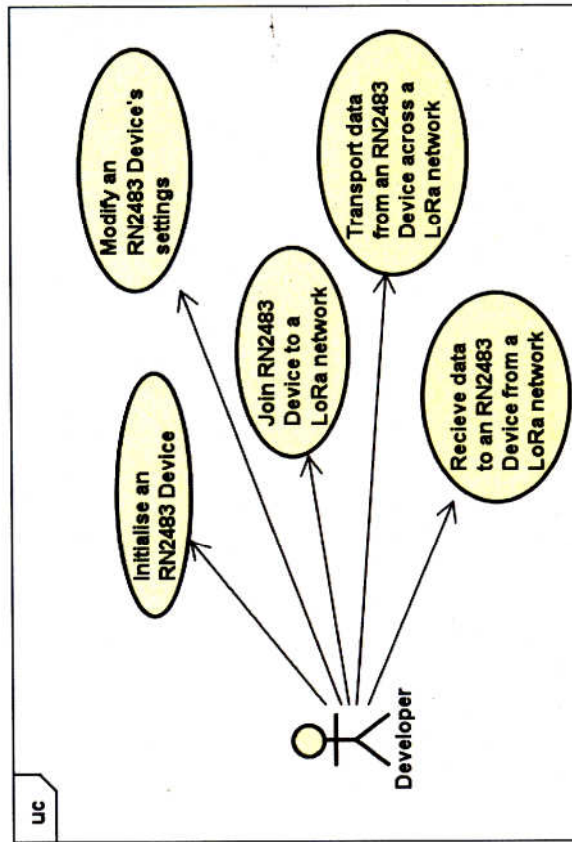 uc
Initialise an
RN2483 Device
Modify an
RN2483 Device's
settings
Join RN2483
Device to a
LoRa network
Transport data
from an RN2483
Device across a
LoRa network
Recieve data
to an RN2483
Device from a
LoRa network
Developer